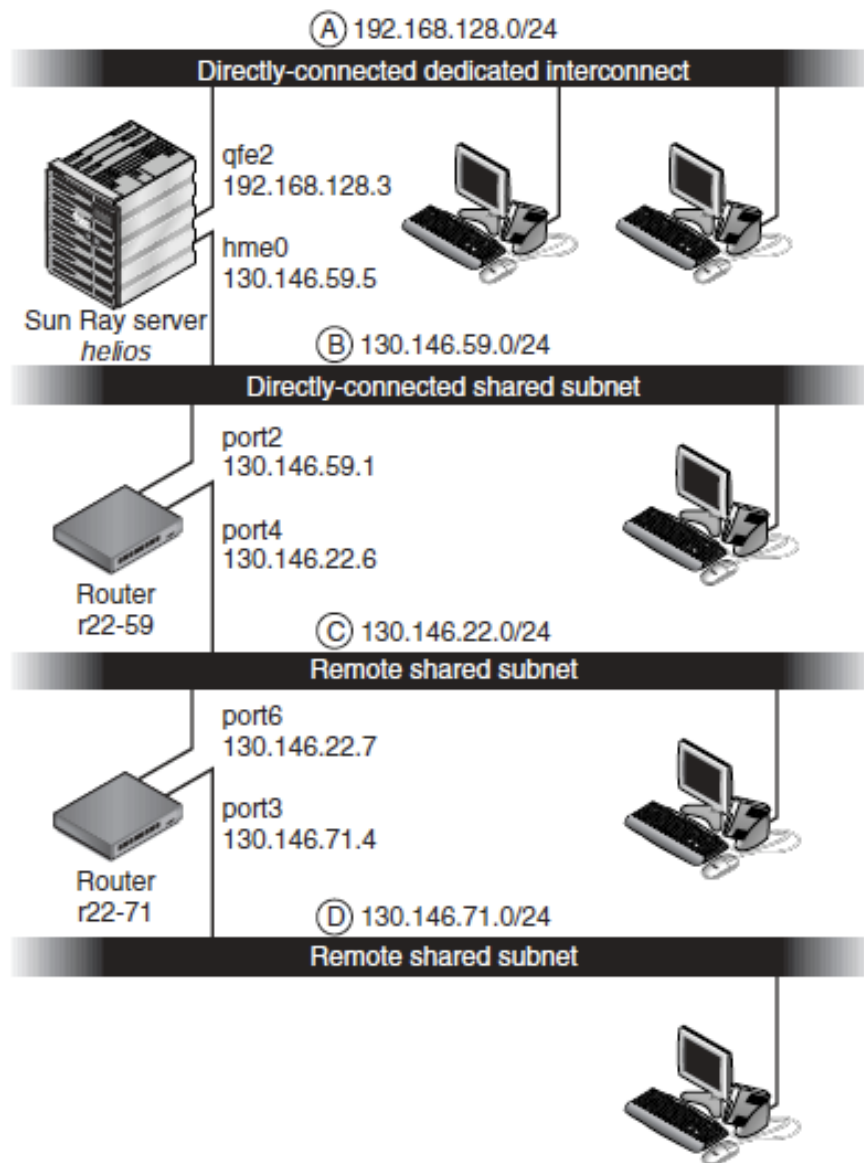 A 192.168.128.0/24
Directly-connected dedicated interconnect
qfe2
192.168.128.3
hme0
130.146.59.5
Sun Ray server
helios
B 130.146.59.0/24
Directly-connected shared subnet
port2
130.146.59.1
port4
130.146.22.6
Router
r22-59
C 130.146.22.0/24
Remote shared subnet
port6
130.146.22.7
port3
130.146.71.4
Router
r22-71
D 130.146.71.0/24
Remote shared subnet